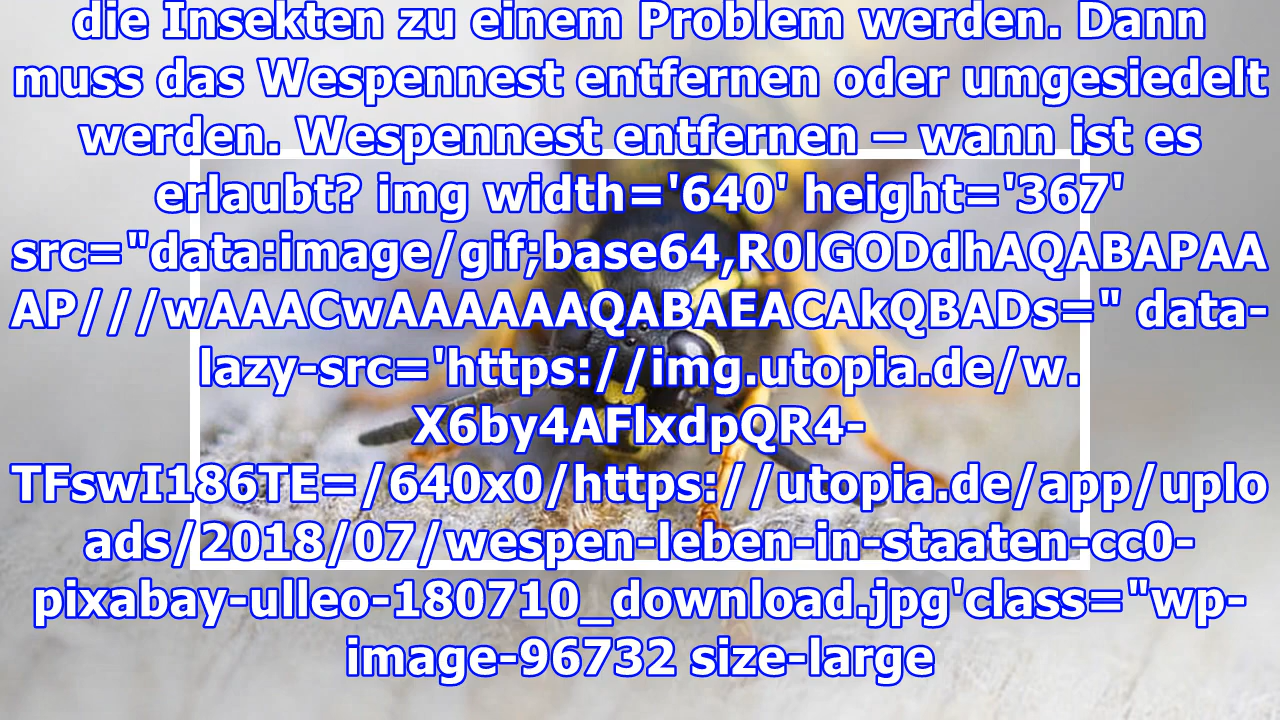 die Insekten zu einem Problem werden. Dann
muss das Wespennest entfernen oder umgesiedelt
werden. Wespennest entfernen – wann ist es
erlaubt? img width='640' height='367'
src="data:image/gif;base64,R0lGODdhAQABAPAA
AP///wAAACwAAAAAAQABAEACAkQBADs=" data-
lazy-src='https://img.utopia.de/w.
X6by4AFlxdpQR4-
TFswI186TE=/640x0/https://utopia.de/app/uplo
ads/2018/07/wespen-leben-in-staaten-cc0-
pixabay-ulleo-180710_download.jpg'class="wp-
image-96732 size-large